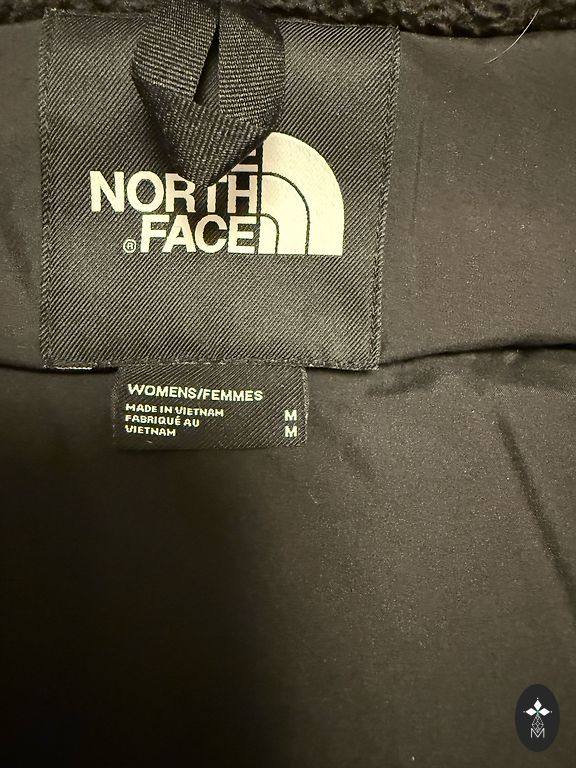 NORTH
® FACE
WOMENS/FEMMES
MADE IN VIETNAM M
FABRIQUÉ AU
VIETNAM M
M